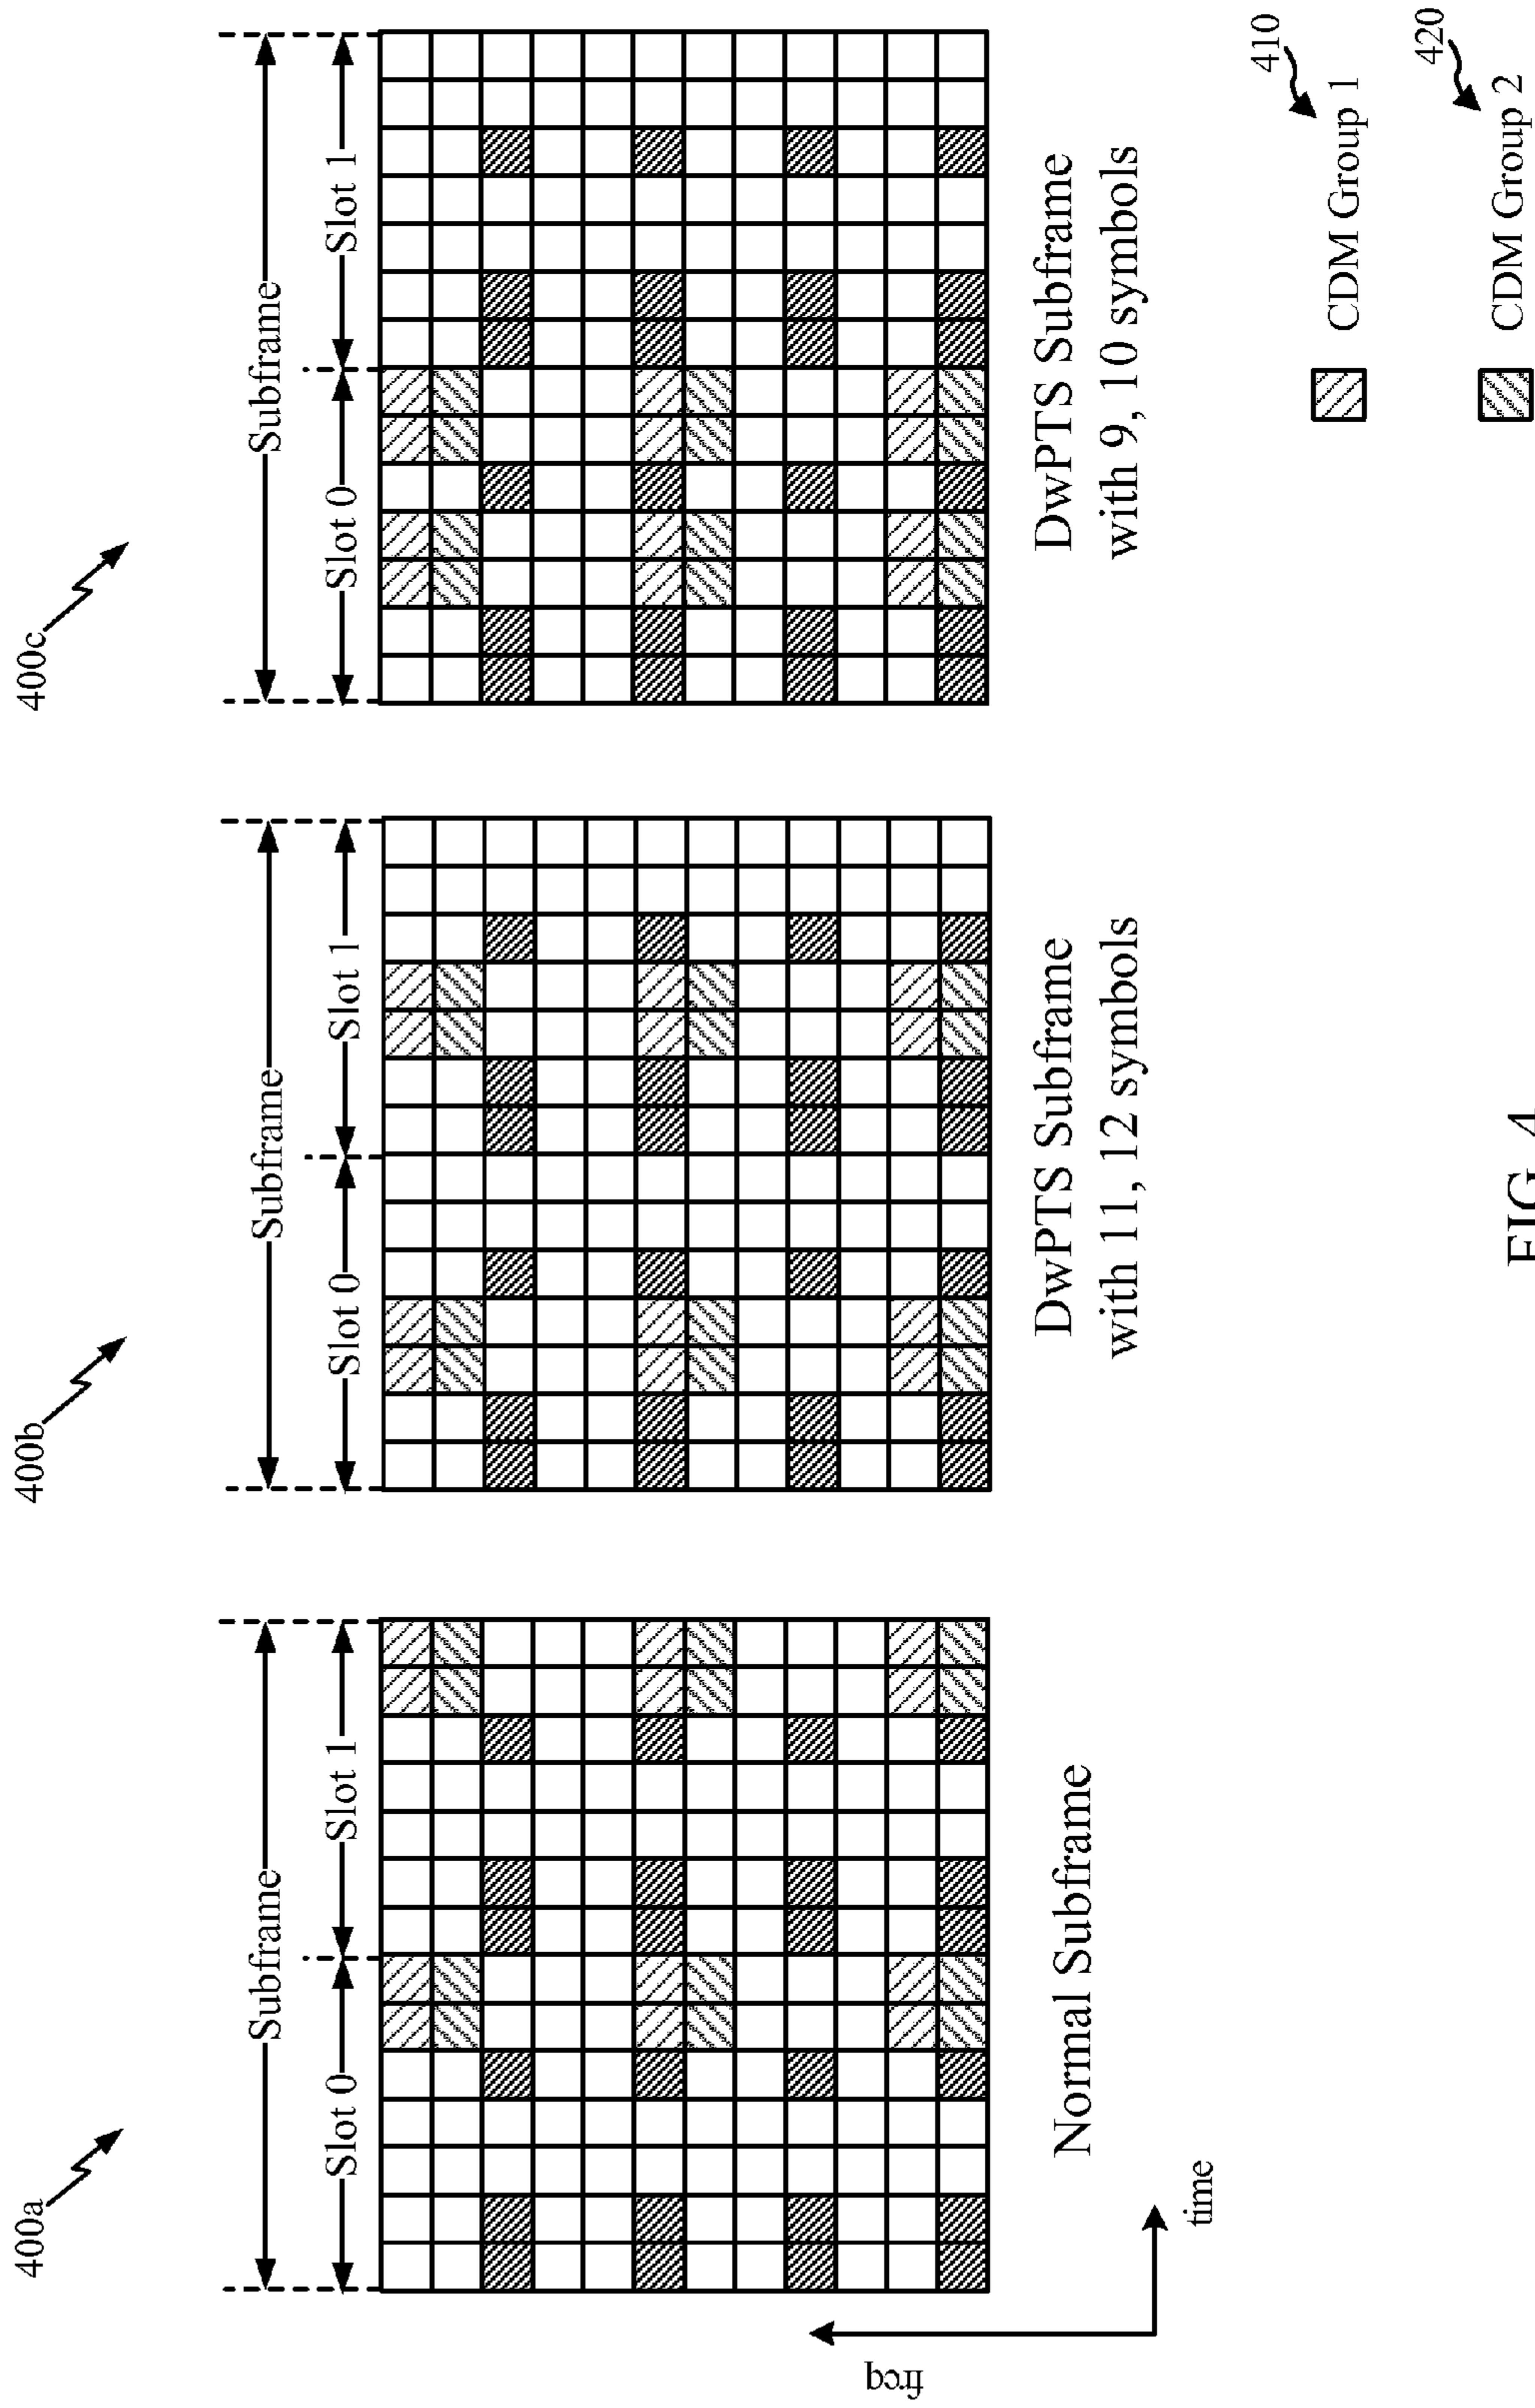 400a
Subframe
Slot 0
Slot 1
Normal Subframe
freq
time
400b
Subframe
Slot 0
Slot 1
DwPTS Subframe
with 11, 12 symbols
400c
Subframe
Slot 0
Slot 1
DwPTS Subframe
with 9, 10 symbols
410
CDM Group 1
420
CDM Group 2
FIG. 4